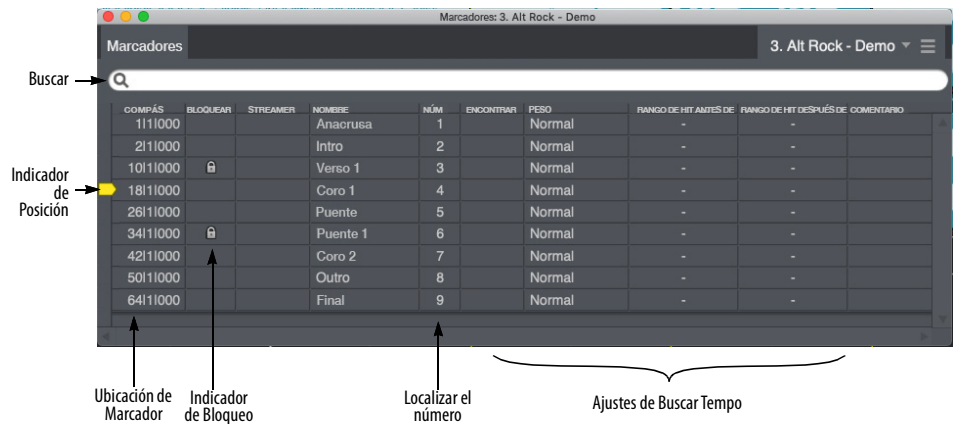 Marcadores: 3. Alt Rock - Demo
Marcadores 3. Alt Rock - Demo
Buscar
COMPÁS BLOQUEAR STREAMER NOMBRE NÚM ENCONTRAR PESO RANGO DE HIT ANTES DE RANGO DE HIT DESPUÉS DE COMENTARIO
1|1|000 Anacrusa 1 Normal - -
2|1|000 Intro 2 Normal - -
10|1|000 Verso 1 3 Normal - -
18|1|000 Coro 1 4 Normal - -
26|1|000 Puente 5 Normal - -
34|1|000 Puente 1 6 Normal - -
42|1|000 Coro 2 7 Normal - -
50|1|000 Outro 8 Normal - -
64|1|000 Final 9 Normal - -
Indicador
de
Posición
Ubicación de
Marcador
Indicador
de Bloqueo
Localizar el
número
Ajustes de Buscar Tempo